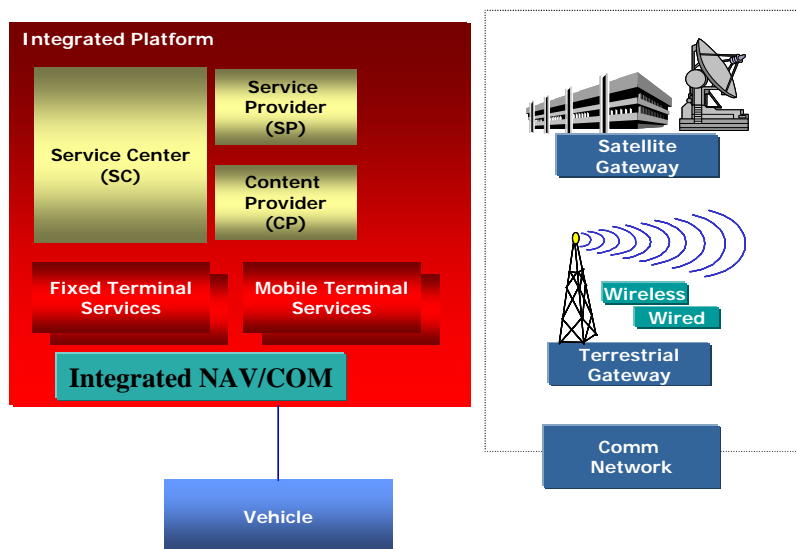 Integrated Platform
Service Center
(SC)
Service
Provider
(SP)
Content
Provider
(CP)
Fixed Terminal
Services
Mobile Terminal
Services
Integrated NAV/COM
Vehicle
Satellite
Gateway
Wireless
Wired
Terrestrial
Gateway
Comm
Network